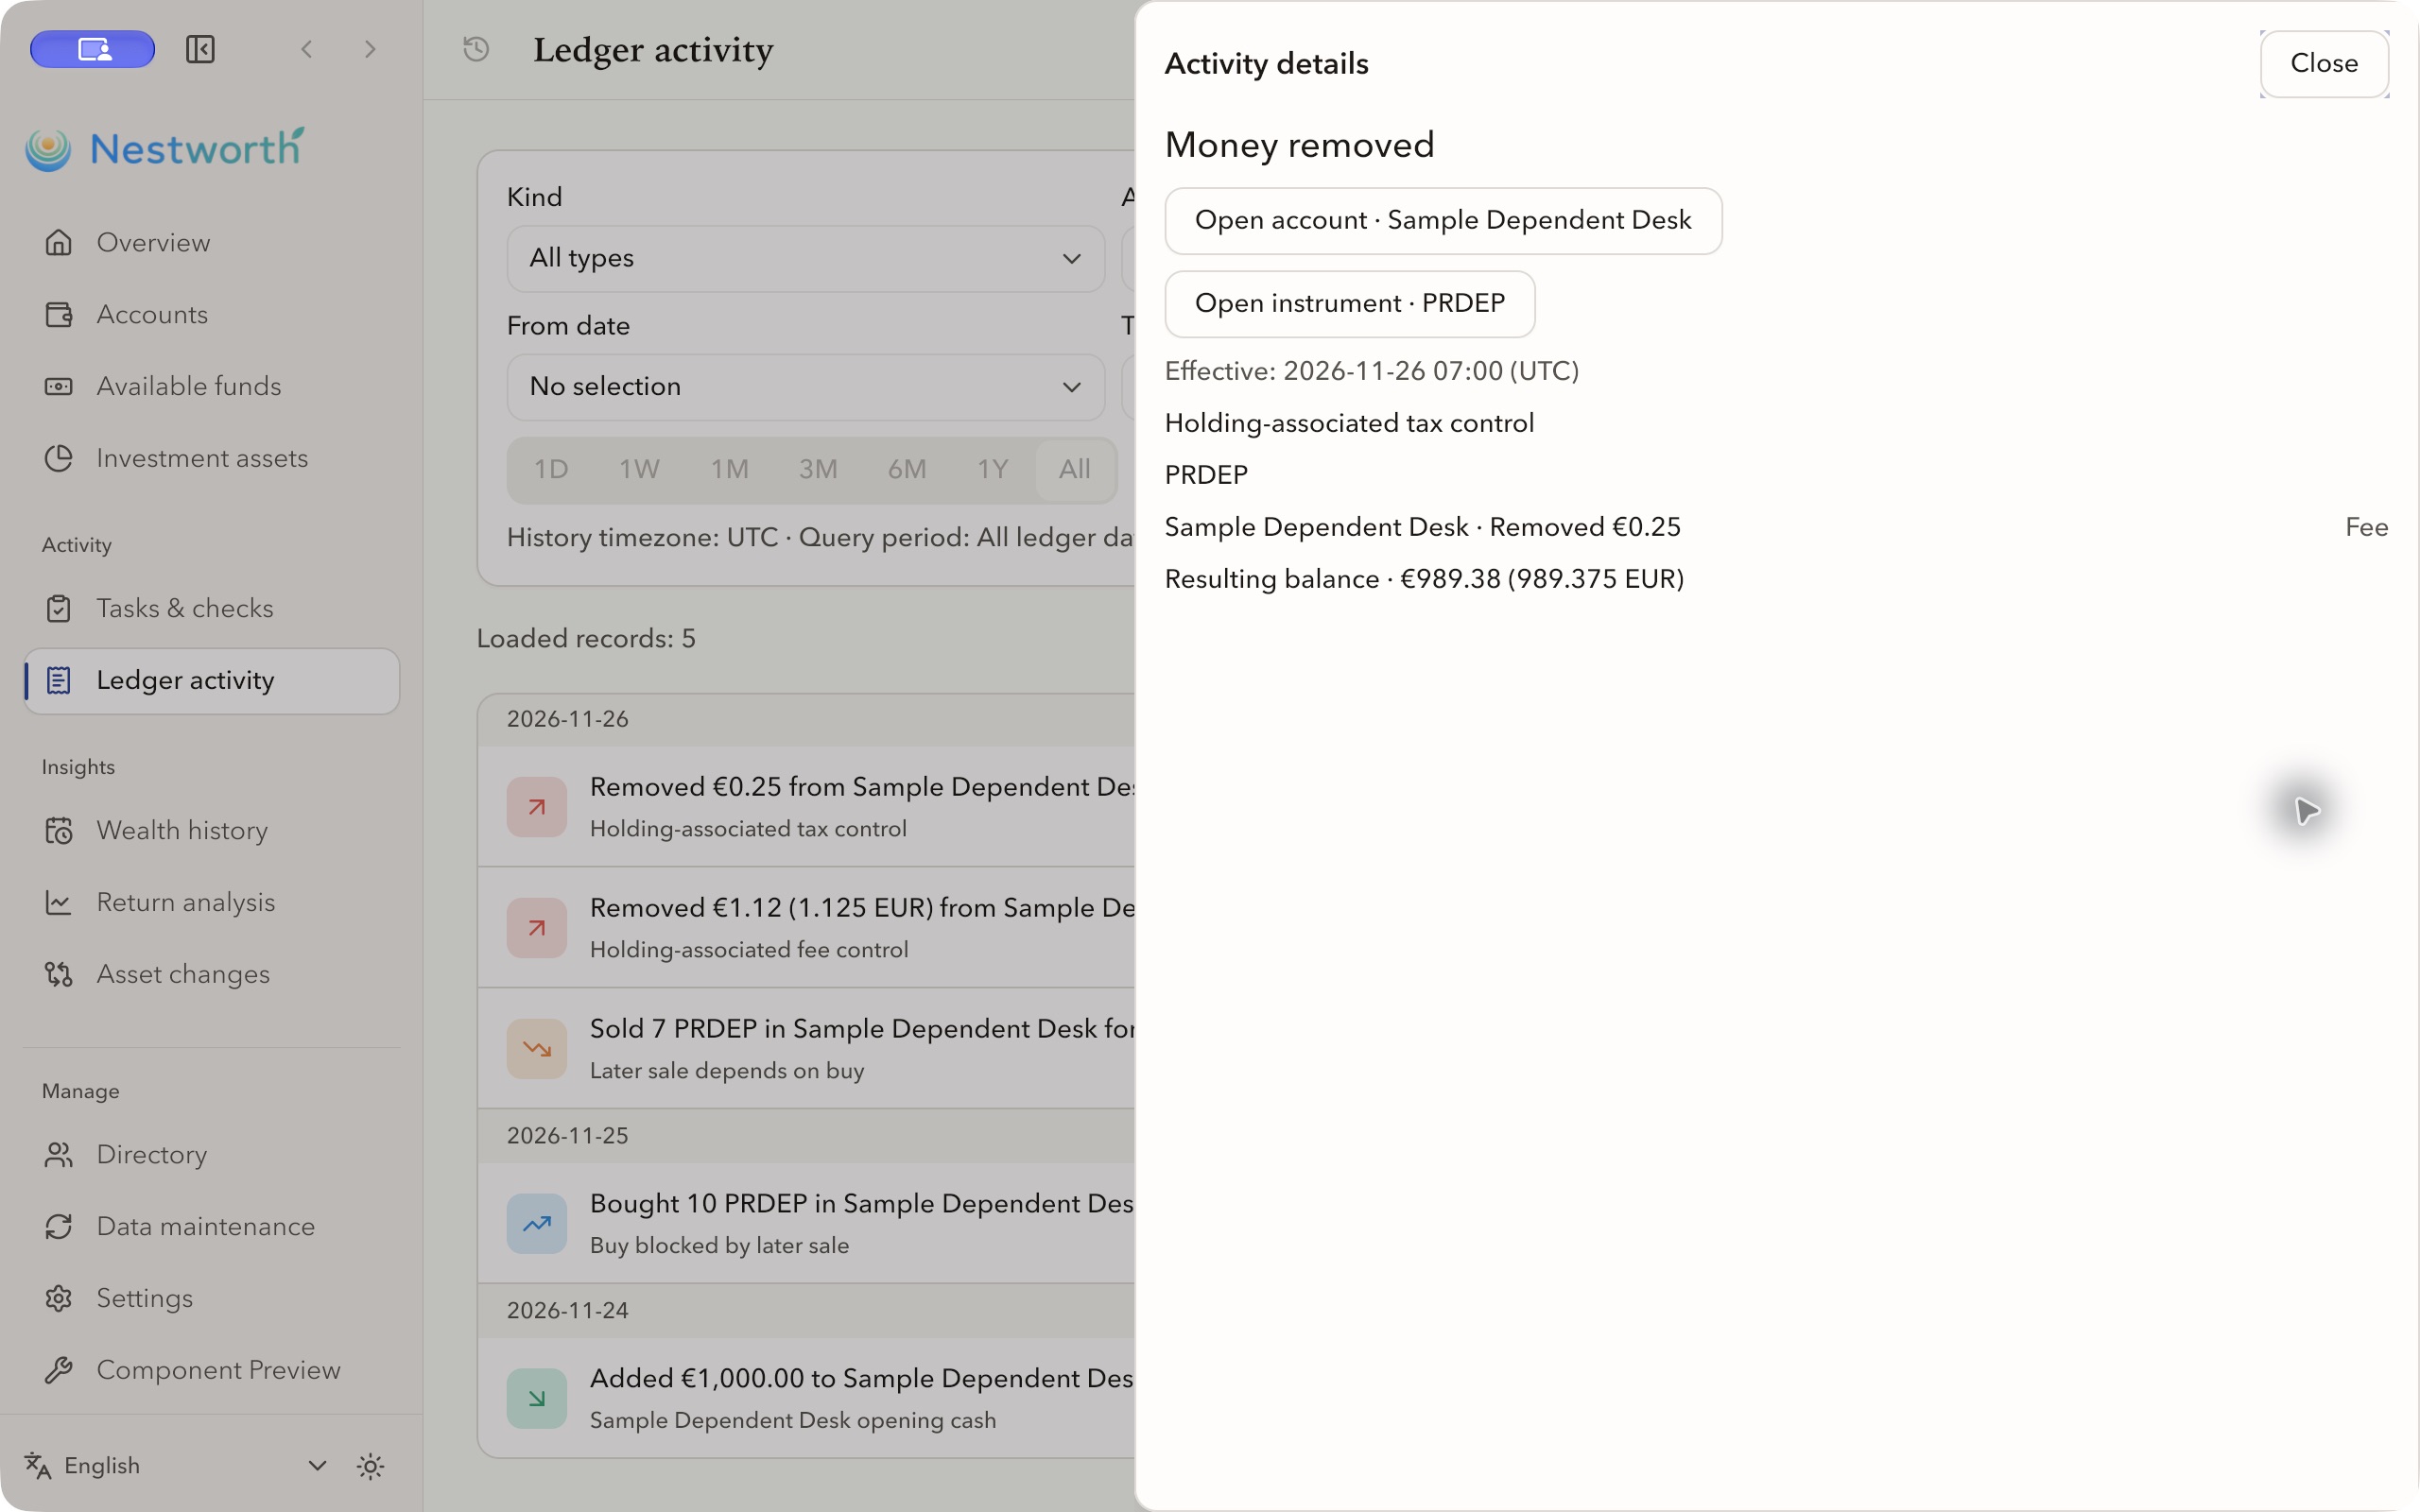 Ledger activity
Nestworth
Overview
Accounts
Available funds
Investment assets
Activity
Tasks & checks
Ledger activity
Insights
Wealth history
Return analysis
Asset changes
Manage
Directory
Data maintenance
Settings
Component Preview
English
Kind
A
All types
From date
T
No selection
1D 1W 1M 3M 6M 1Y All
History timezone: UTC · Query period: All ledger da
Loaded records: 5
2026-11-26
Removed €0.25 from Sample Dependent Des
Holding-associated tax control
Removed €1.12 (1.125 EUR) from Sample De
Holding-associated fee control
Sold 7 PRDEP in Sample Dependent Desk for
Later sale depends on buy
2026-11-25
Bought 10 PRDEP in Sample Dependent Des
Buy blocked by later sale
2026-11-24
Added €1,000.00 to Sample Dependent Des
Sample Dependent Desk opening cash
Activity details
Close
Money removed
Open account · Sample Dependent Desk
Open instrument · PRDEP
Effective: 2026-11-26 07:00 (UTC)
Holding-associated tax control
PRDEP
Sample Dependent Desk · Removed €0.25 Fee
Resulting balance · €989.38 (989.375 EUR)